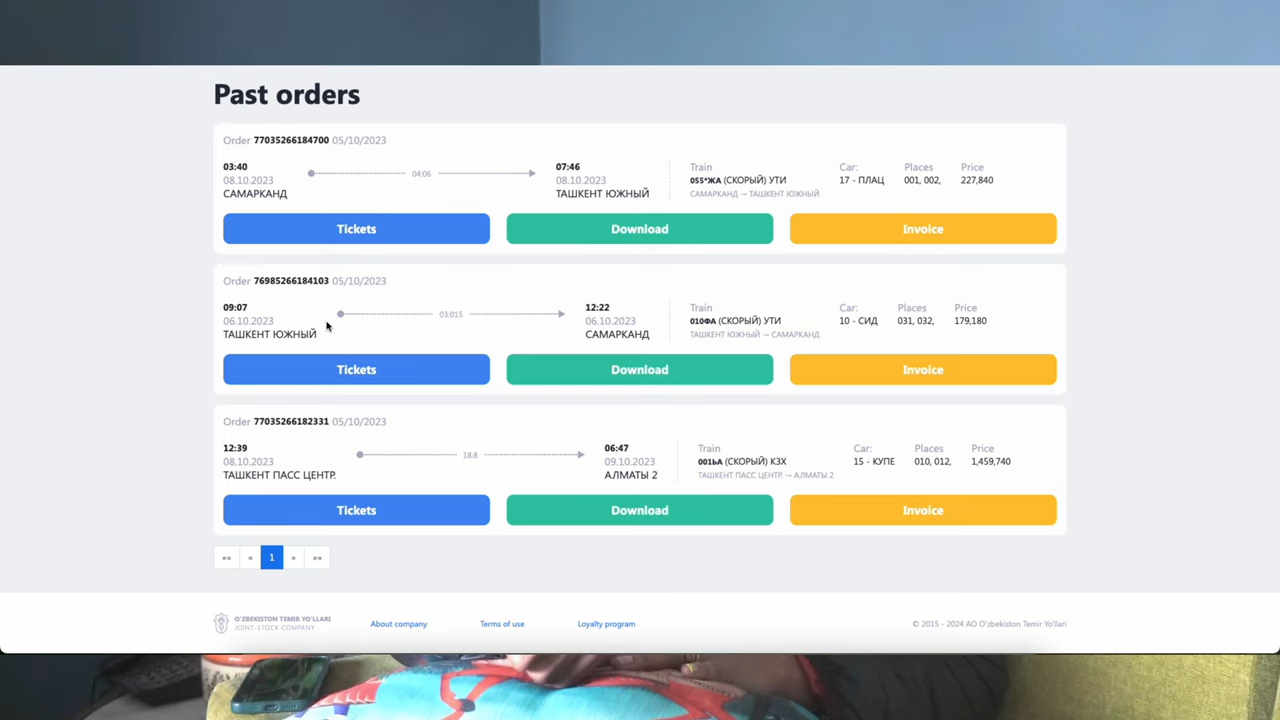 Past orders
Order 77035266184700 05/10/2023
03:40 04:06 07:46 Train Car: Places Price
08.10.2023 08.10.2023 055*ЖА (СКОРЫЙ) УТИ 17 - ПЛАЦ 001, 002, 227,840
САМАРКАНД ТАШКЕНТ ЮЖНЫЙ САМАРКАНД → ТАШКЕНТ ЮЖНЫЙ
Tickets Download Invoice
Order 76985266184103 05/10/2023
09:07 03:015 12:22 Train Car: Places Price
06.10.2023 06.10.2023 010ФА (СКОРЫЙ) УТИ 10 - СИД 031, 032, 179,180
ТАШКЕНТ ЮЖНЫЙ САМАРКАНД ТАШКЕНТ ЮЖНЫЙ → САМАРКАНД
Tickets Download Invoice
Order 77035266182331 05/10/2023
12:39 18:8 06:47 Train Car: Places Price
08.10.2023 09.10.2023 001ЬА (СКОРЫЙ) КЗХ 15 - КУПЕ 010, 012, 1,459,740
ТАШКЕНТ ПАСС ЦЕНТР. АЛМАТЫ 2 ТАШКЕНТ ПАСС ЦЕНТР. → АЛМАТЫ 2
Tickets Download Invoice
«« « 1 » »»
O'ZBEKISTON TEMIR YO'LLARI
JOINT-STOCK COMPANY
About company Terms of use Loyalty program © 2015 - 2024 АО O'zbekiston Temir Yo'llari